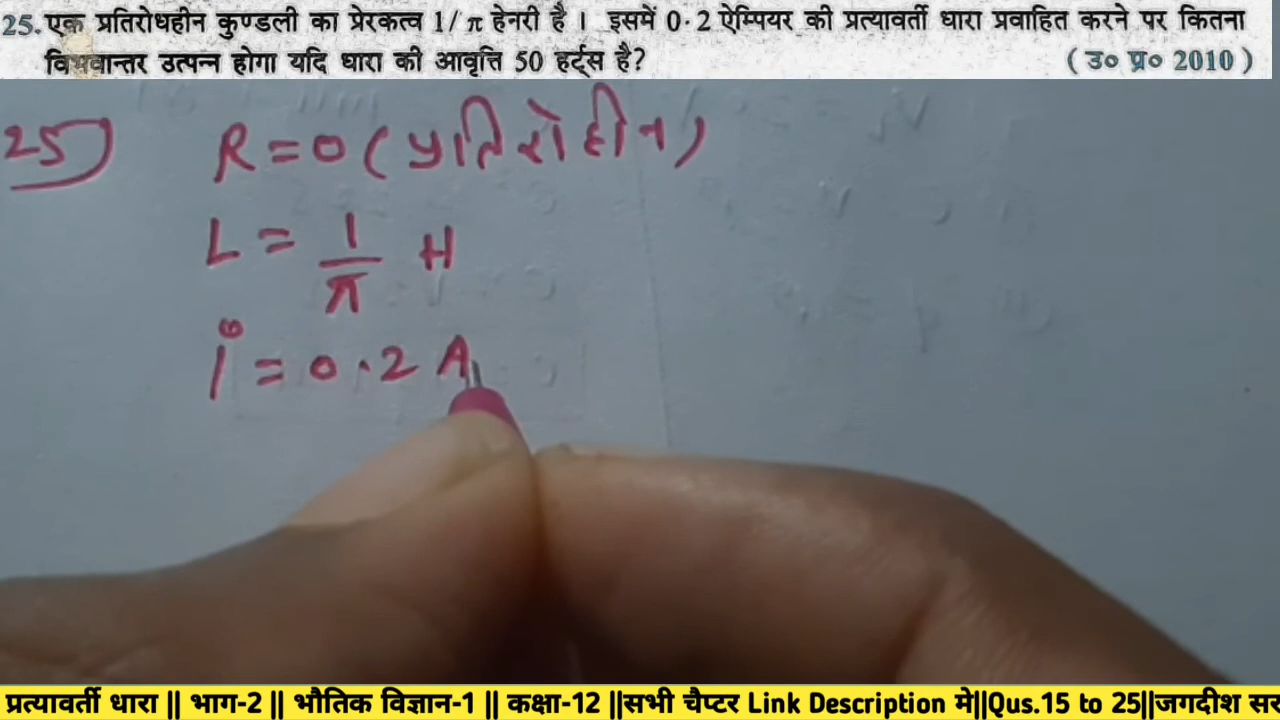 25. एक प्रतिरोधहीन कुण्डली का प्रेरकत्व 1/ π हेनरी है । इसमें 0·2 ऐम्पियर की प्रत्यावर्ती धारा प्रवाहित करने पर कितना
विभवान्तर उत्पन्न होगा यदि धारा की आवृत्ति 50 हर्ट्स है? ( उ० प्र० 2010 )
25) R = 0 ( प्रतिरोहीन )
L = 1/π H
i = 0.2 A
प्रत्यावर्ती धारा || भाग-2 || भौतिक विज्ञान-1 || कक्षा-12 ||सभी चैप्टर Link Description मे||Qus.15 to 25||जगदीश सर